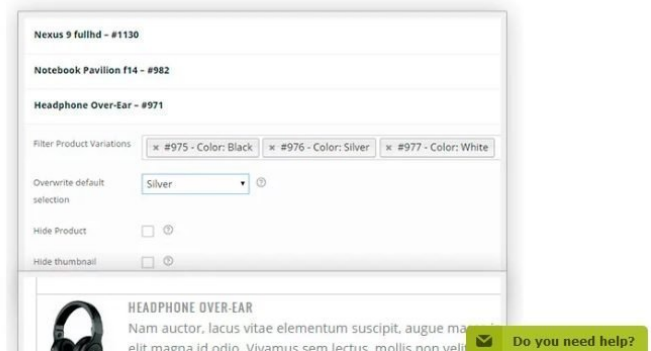 Nexus 9 fullhd – #1130
Notebook Pavilion f14 – #982
Headphone Over-Ear – #971
Filter Product Variations × #975 - Color: Black × #976 - Color: Silver × #977 - Color: White
Overwrite default selection
Silver
Hide Product
Hide thumbnail
HEADPHONE OVER-EAR
Nam auctor, lacus vitae elementum suscipit, augue
elit magna id odio. Vivamus sem lectus, mollis non
Do you need help?